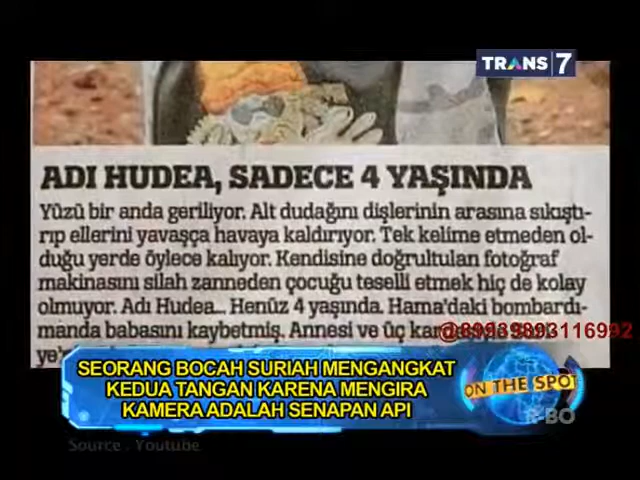 TRANS 7
ADI HUDEA, SADECE 4 YAŞINDA
Yüzü bir anda geriliyor. Alt dudağını dişlerinin arasına sıkıştı-
rıp ellerini yavaşça havaya kaldırıyor. Tek kelime etmeden ol-
duğu yerde öylece kalıyor. Kendisine doğrultulan fotoğraf
makinasını silah zanneden çocuğu teselli etmek hiç de kolay
olmuyor. Adı Hudea... Henüz 4 yaşında. Hama'daki bombardı-
manda babasını kaybetmiş. Annesi ve üç
@89939893116992
SEORANG BOCAH SURIAH MENGANGKAT
KEDUA TANGAN KARENA MENGIRA
KAMERA ADALAH SENAPAN API
ON THE SPOT
Source : Youtube